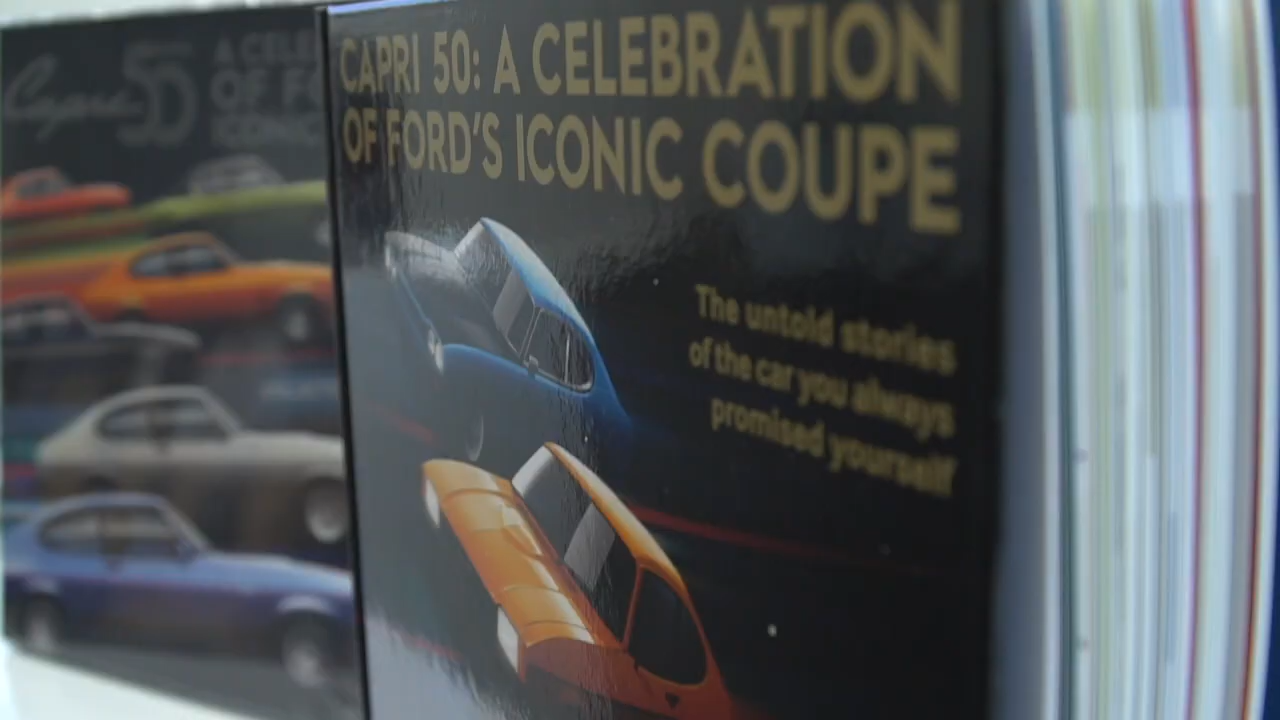 Capri 50
A CELE
OF FO
ICONIC
CAPRI 50: A CELEBRATION
OF FORD'S ICONIC COUPE
The untold stories
of the car you always
promised yourself